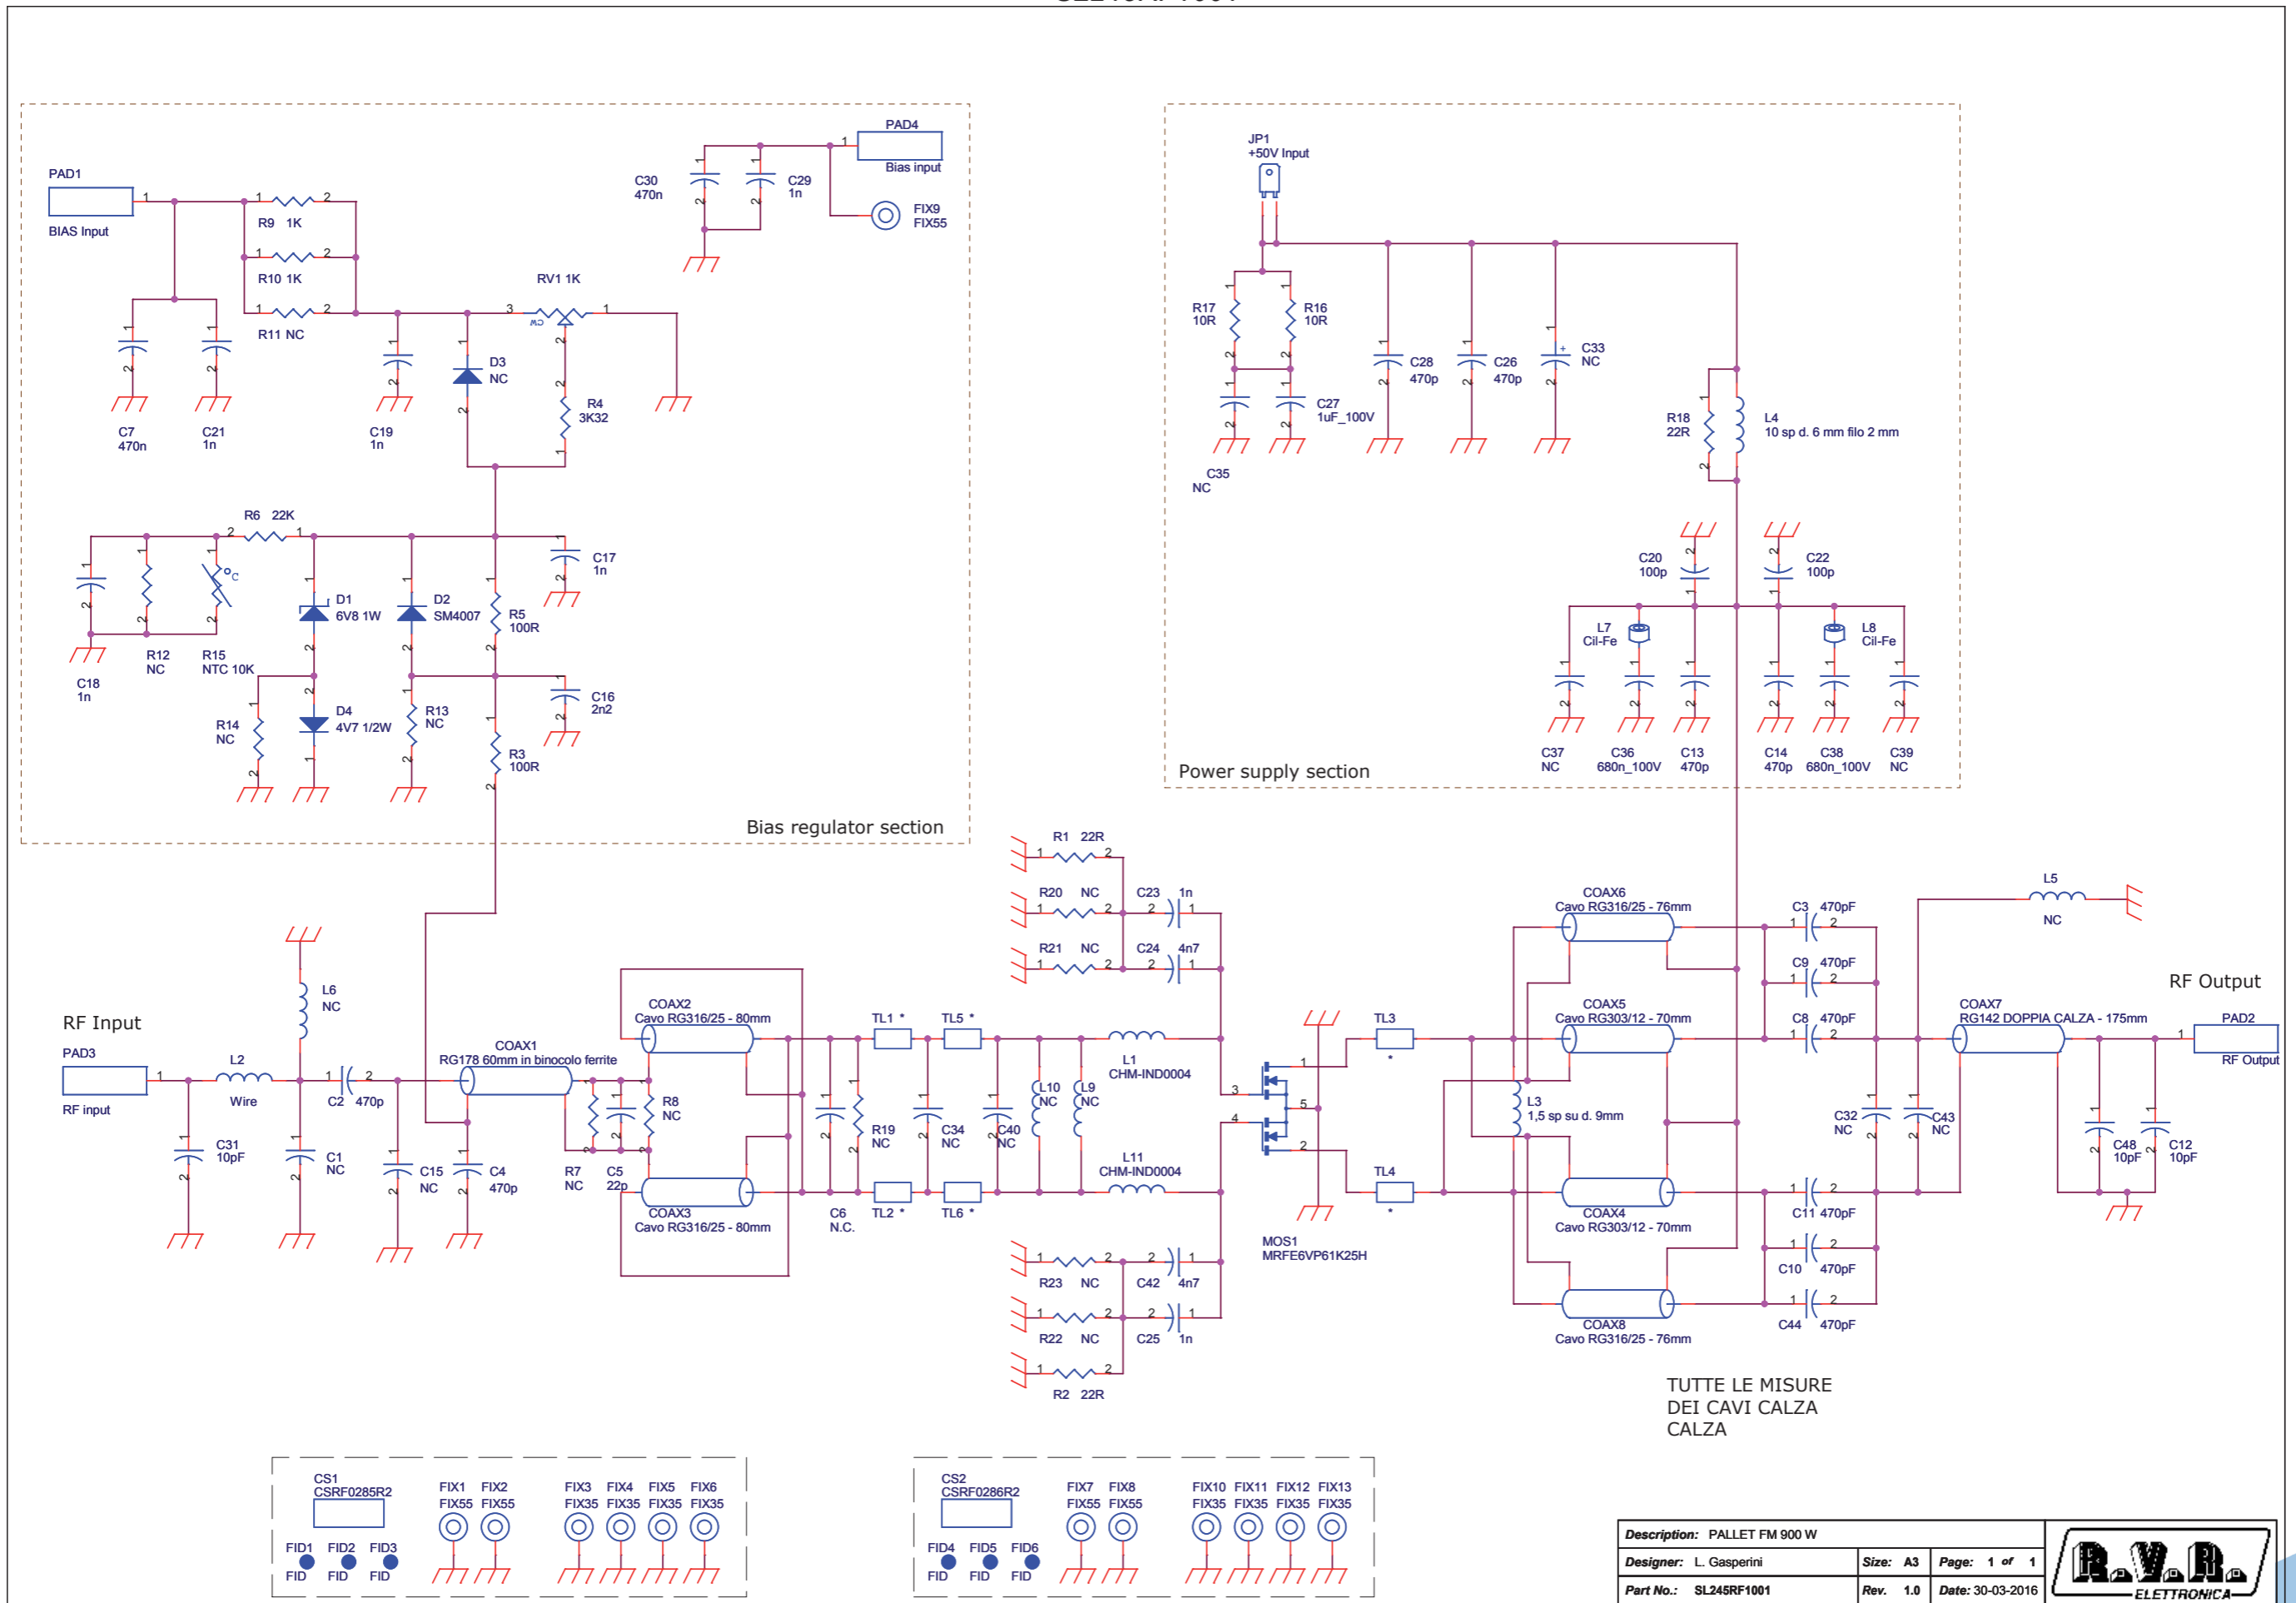 PAD1
BIAS Input
R9 1K
R10 1K
R11 NC
C7
470n
C21
1n
C19
1n
D3
NC
RV1 1K
CW
R4
3K32
C30
470n
C29
1n
PAD4
Bias input
FIX9
FIX55
R6 22K
C18
1n
R12
NC
R15
NTC 10K
°C
D1
6V8 1W
D2
SM4007
R5
100R
C17
1n
C16
2n2
R14
NC
D4
4V7 1/2W
R13
NC
R3
100R
Bias regulator section
JP1
+50V Input
R17
10R
R16
10R
C35
NC
C27
1uF_100V
C28
470p
C26
470p
C33
NC
R18
22R
L4
10 sp d. 6 mm filo 2 mm
C20
100p
C22
100p
L7
Cil-Fe
L8
Cil-Fe
C37
NC
C36
680n_100V
C13
470p
C14
470p
C38
680n_100V
C39
NC
Power supply section
RF Input
PAD3
RF input
L2
Wire
L6
NC
C31
10pF
C1
NC
C2 470p
C15
NC
C4
470p
COAX1
RG178 60mm in binocolo ferrite
R7
NC
C5
22p
R8
NC
COAX2
Cavo RG316/25 - 80mm
COAX3
Cavo RG316/25 - 80mm
C6
N.C.
R19
NC
TL1 *
TL5 *
TL2 *
TL6 *
C34
NC
C40
NC
L10
NC
L9
NC
L1
CHM-IND0004
L11
CHM-IND0004
R1 22R
R20 NC
R21 NC
C23 1n
C24 4n7
R23 NC
R22 NC
R2 22R
C42 4n7
C25 1n
MOS1
MRFE6VP61K25H
TL3
*
TL4
*
L3
1,5 sp su d. 9mm
COAX6
Cavo RG316/25 - 76mm
COAX5
Cavo RG303/12 - 70mm
COAX4
Cavo RG303/12 - 70mm
COAX8
Cavo RG316/25 - 76mm
C3 470pF
C9 470pF
C8 470pF
C11 470pF
C10 470pF
C44 470pF
C32
NC
C43
NC
L5
NC
COAX7
RG142 DOPPIA CALZA - 175mm
C48
10pF
C12
10pF
RF Output
PAD2
RF Output
TUTTE LE MISURE
DEI CAVI CALZA
CALZA
CS1
CSRF0285R2
FID1 FID2 FID3
FID FID FID
FIX1 FIX2 FIX3 FIX4 FIX5 FIX6
FIX55 FIX55 FIX35 FIX35 FIX35 FIX35
CS2
CSRF0286R2
FID4 FID5 FID6
FID FID FID
FIX7 FIX8 FIX10 FIX11 FIX12 FIX13
FIX55 FIX55 FIX35 FIX35 FIX35 FIX35
Description: PALLET FM 900 W
Designer: L. Gasperini Size: A3 Page: 1 of 1
Part No.: SL245RF1001 Rev. 1.0 Date: 30-03-2016
R.V.R.
ELETTRONICA